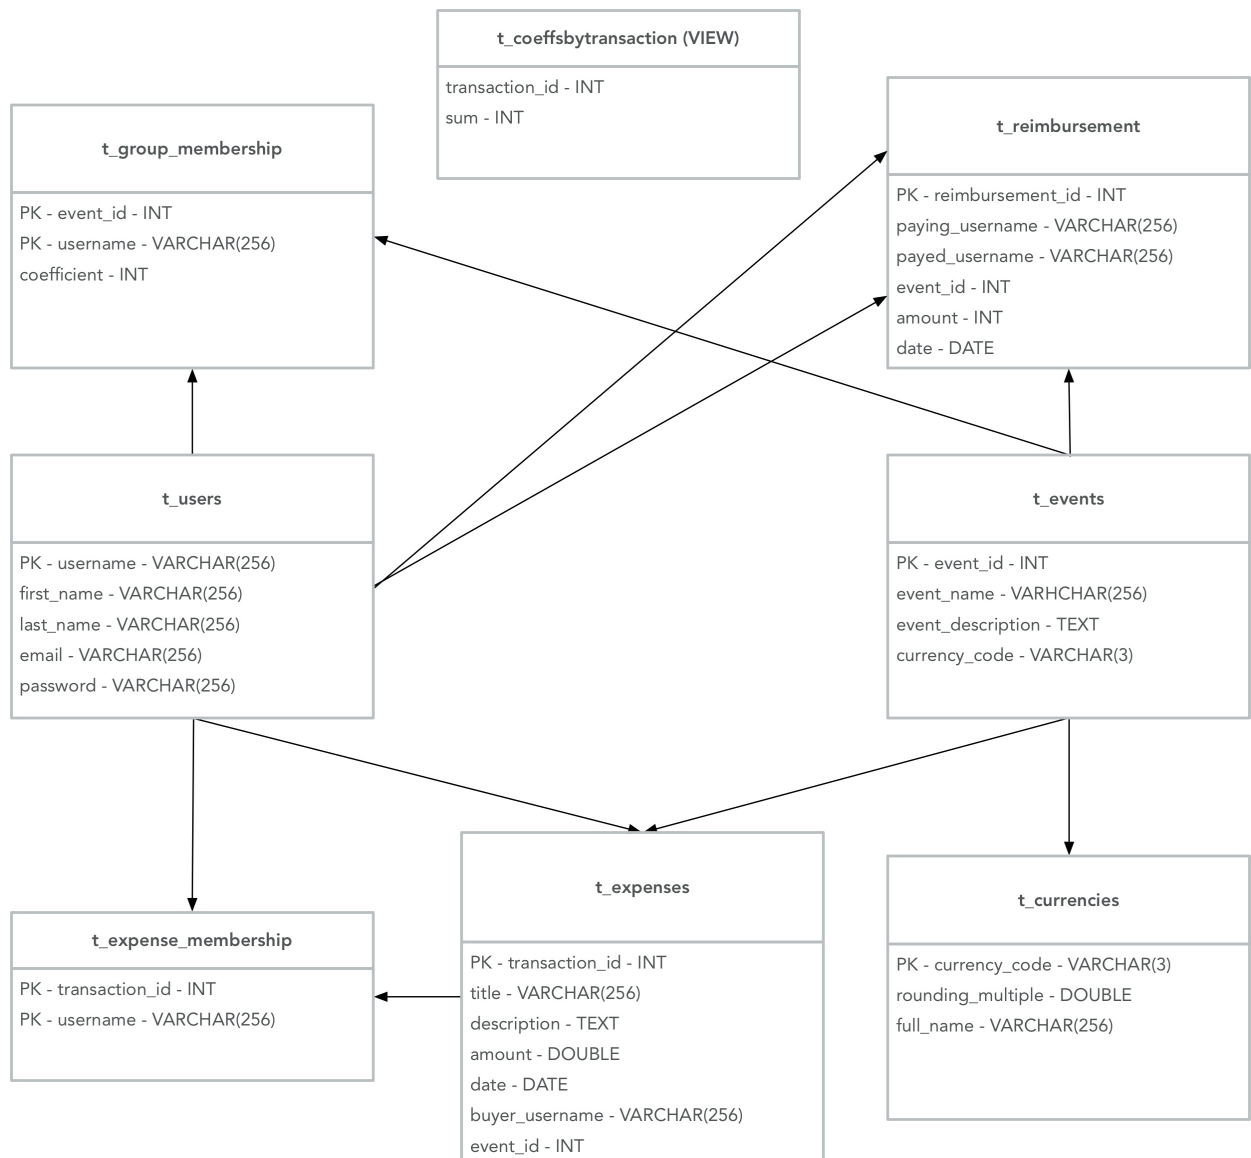 t_coeffsbytransaction (VIEW)
transaction_id - INT
sum - INT
t_group_membership
PK - event_id - INT
PK - username - VARCHAR(256)
coefficient - INT
t_reimbursement
PK - reimbursement_id - INT
paying_username - VARCHAR(256)
payed_username - VARCHAR(256)
event_id - INT
amount - INT
date - DATE
t_users
PK - username - VARCHAR(256)
first_name - VARCHAR(256)
last_name - VARCHAR(256)
email - VARCHAR(256)
password - VARCHAR(256)
t_events
PK - event_id - INT
event_name - VARHCHAR(256)
event_description - TEXT
currency_code - VARCHAR(3)
t_expense_membership
PK - transaction_id - INT
PK - username - VARCHAR(256)
t_expenses
PK - transaction_id - INT
title - VARCHAR(256)
description - TEXT
amount - DOUBLE
date - DATE
buyer_username - VARCHAR(256)
event_id - INT
t_currencies
PK - currency_code - VARCHAR(3)
rounding_multiple - DOUBLE
full_name - VARCHAR(256)